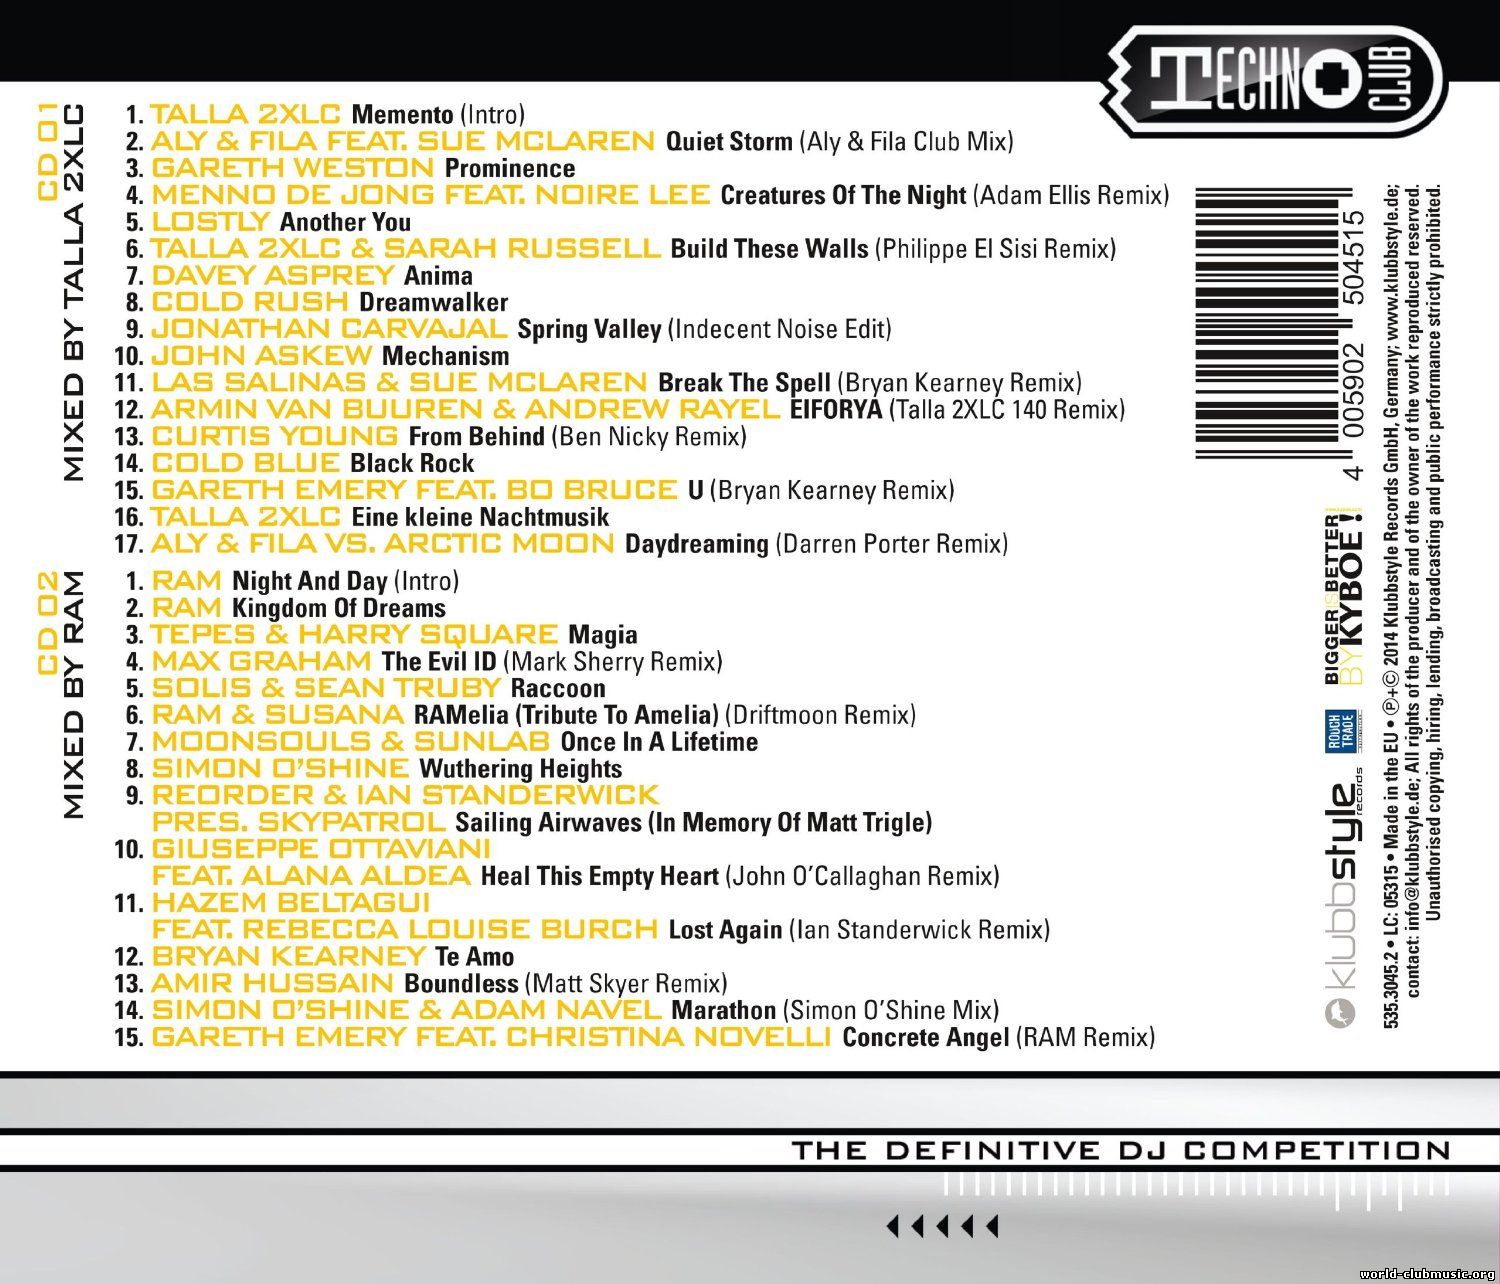 TECHNO CLUB
CD 01
MIXED BY TALLA 2XLC
1. TALLA 2XLC Memento (Intro)
2. ALY & FILA FEAT. SUE MCLAREN Quiet Storm (Aly & Fila Club Mix)
3. GARETH WESTON Prominence
4. MENNO DE JONG FEAT. NOIRE LEE Creatures Of The Night (Adam Ellis Remix)
5. LOSTLY Another You
6. TALLA 2XLC & SARAH RUSSELL Build These Walls (Philippe El Sisi Remix)
7. DAVEY ASPREY Anima
8. COLD RUSH Dreamwalker
9. JONATHAN CARVAJAL Spring Valley (Indecent Noise Edit)
10. JOHN ASKEW Mechanism
11. LAS SALINAS & SUE MCLAREN Break The Spell (Bryan Kearney Remix)
12. ARMIN VAN BUUREN & ANDREW RAYEL EIFORYA (Talla 2XLC 140 Remix)
13. CURTIS YOUNG From Behind (Ben Nicky Remix)
14. COLD BLUE Black Rock
15. GARETH EMERY FEAT. BO BRUCE U (Bryan Kearney Remix)
16. TALLA 2XLC Eine kleine Nachtmusik
17. ALY & FILA VS. ARCTIC MOON Daydreaming (Darren Porter Remix)
CD 02
MIXED BY RAM
1. RAM Night And Day (Intro)
2. RAM Kingdom Of Dreams
3. TEPES & HARRY SQUARE Magia
4. MAX GRAHAM The Evil ID (Mark Sherry Remix)
5. SOLIS & SEAN TRUBY Raccoon
6. RAM & SUSANA RAMelia (Tribute To Amelia) (Driftmoon Remix)
7. MOONSOULS & SUNLAB Once In A Lifetime
8. SIMON O'SHINE Wuthering Heights
9. REORDER & IAN STANDERWICK
PRES. SKYPATROL Sailing Airwaves (In Memory Of Matt Trigle)
10. GIUSEPPE OTTAVIANI
FEAT. ALANA ALDEA Heal This Empty Heart (John O'Callaghan Remix)
11. HAZEM BELTAGUI
FEAT. REBECCA LOUISE BURCH Lost Again (Ian Standerwick Remix)
12. BRYAN KEARNEY Te Amo
13. AMIR HUSSAIN Boundless (Matt Skyer Remix)
14. SIMON O'SHINE & ADAM NAVEL Marathon (Simon O'Shine Mix)
15. GARETH EMERY FEAT. CHRISTINA NOVELLI Concrete Angel (RAM Remix)
4 005902 504515
BIGGER IS BETTER
BY KYBOE!
ROUGH TRADE
klubbstyle records
535.3045.2 • LC: 05315 • Made in the EU • ℗+© 2014 Klubbstyle Records GmbH, Germany; www.klubbstyle.de;
contact: info@klubbstyle.de; All rights of the producer and of the owner of the work reproduced reserved.
Unauthorised copying, hiring, lending, broadcasting and public performance strictly prohibited.
THE DEFINITIVE DJ COMPETITION
world-clubmusic.org